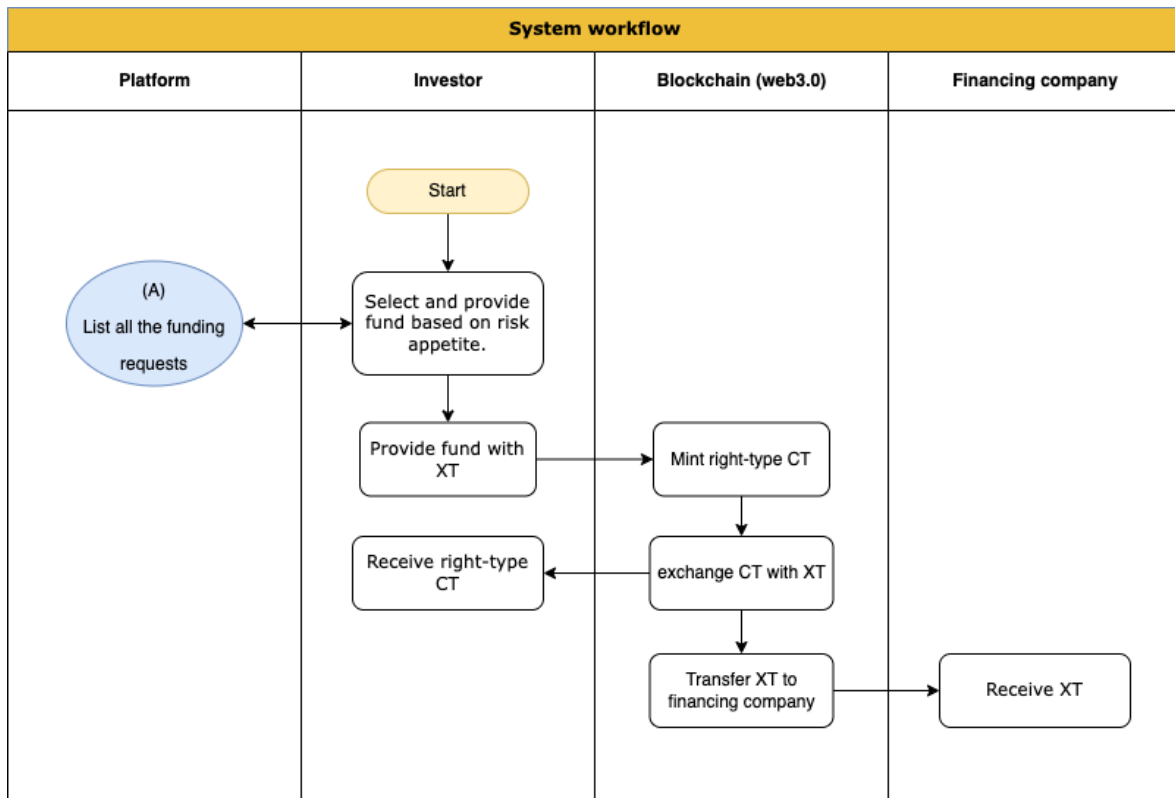 System workflow
Platform
Investor
Blockchain (web3.0)
Financing company
Start
(A)
List all the funding
requests
Select and provide
fund based on risk
appetite.
Provide fund with
XT
Mint right-type CT
Receive right-type
CT
exchange CT with XT
Transfer XT to
financing company
Receive XT